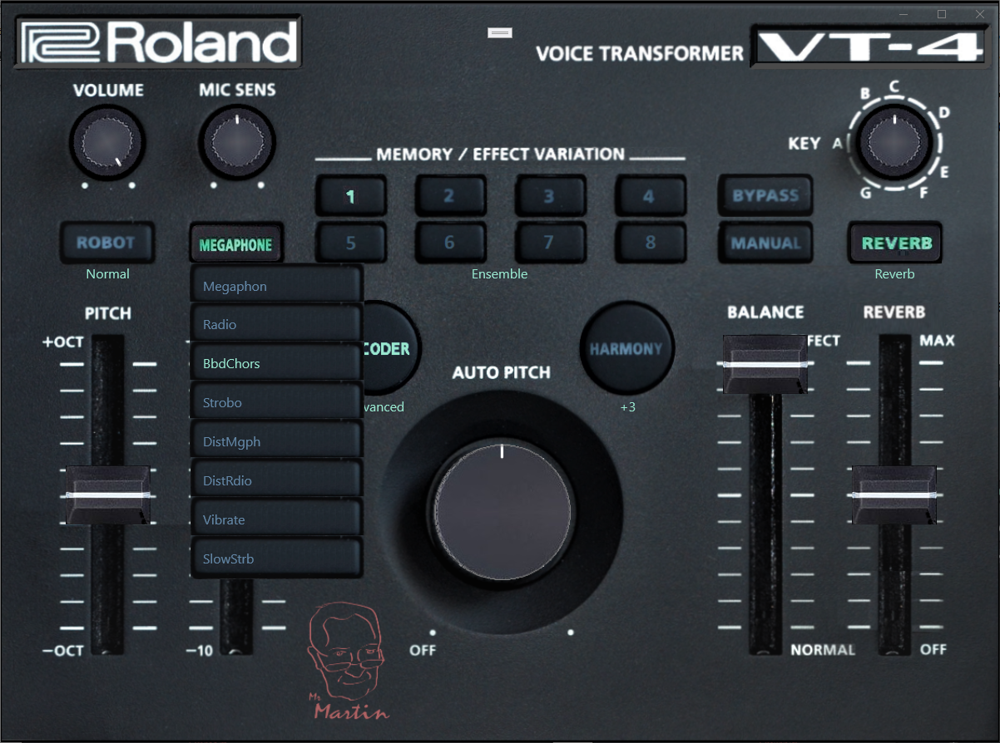 Roland
VOICE TRANSFORMER VT-4
VOLUME
MIC SENS
B C D
KEY A
E
G F
MEMORY / EFFECT VARIATION
1 2 3 4
BYPASS
5 6 7 8
MANUAL
ROBOT
MEGAPHONE
REVERB
Normal
Ensemble
Reverb
Megaphon
Radio
BbdChors
Strobo
DistMgph
DistRdio
Vibrate
SlowStrb
PITCH
+OCT
-OCT
-10
CODER
vanced
HARMONY
+3
AUTO PITCH
OFF
BALANCE
FECT
NORMAL
REVERB
MAX
OFF
Mr.
Martin